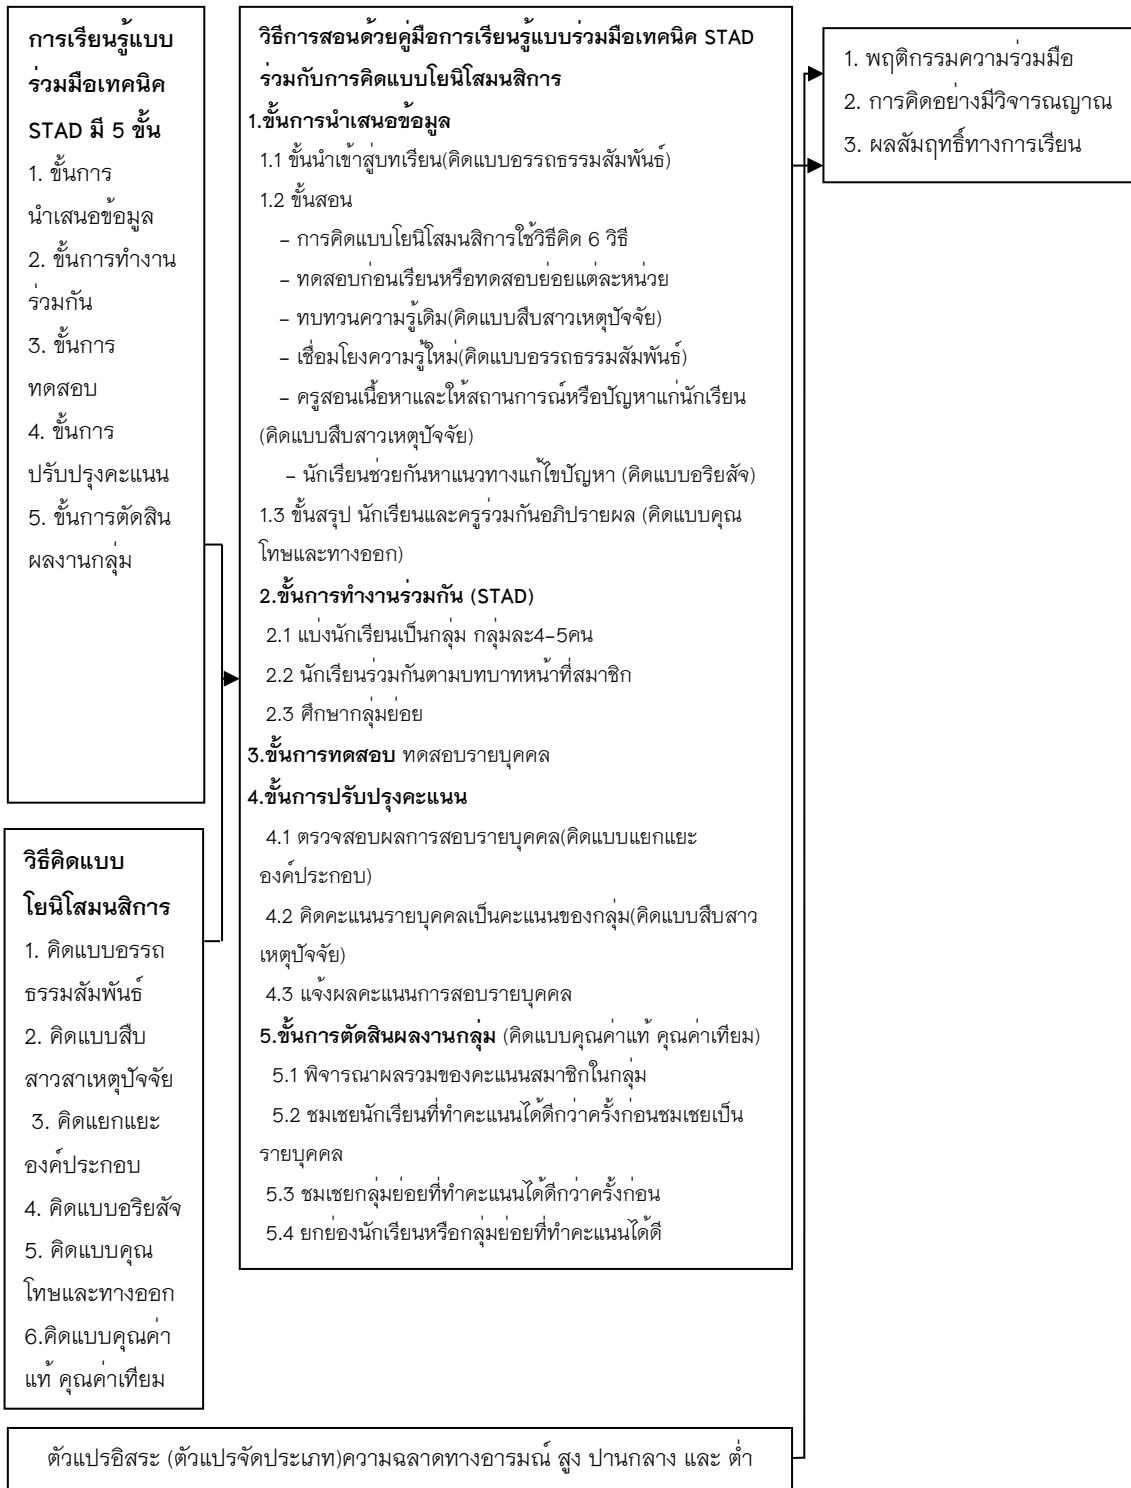 การเรียนรู้แบบ
ร่วมมือเทคนิค
STAD มี 5 ขั้น
1. ขั้นการ
นำเสนอข้อมูล
2. ขั้นการทำงาน
ร่วมกัน
3. ขั้นการ
ทดสอบ
4. ขั้นการ
ปรับปรุงคะแนน
5. ขั้นการตัดสิน
ผลงานกลุ่ม
วิธีคิดแบบ
โยนิโสมนสิการ
1. คิดแบบอรรถ
ธรรมสัมพันธ์
2. คิดแบบสืบ
สาวสาเหตุปัจจัย
3. คิดแยกแยะ
องค์ประกอบ
4. คิดแบบอริยสัจ
5. คิดแบบคุณ
โทษและทางออก
6.คิดแบบคุณค่า
แท้ คุณค่าเทียม
วิธีการสอนด้วยคู่มือการเรียนรู้แบบร่วมมือเทคนิค STAD
ร่วมกับการคิดแบบโยนิโสมนสิการ
1.ขั้นการนำเสนอข้อมูล
1.1 ขั้นนำเข้าสู่บทเรียน(คิดแบบอรรถธรรมสัมพันธ์)
1.2 ขั้นสอน
- การคิดแบบโยนิโสมนสิการใช้วิธีคิด 6 วิธี
- ทดสอบก่อนเรียนหรือทดสอบย่อยแต่ละหน่วย
- ทบทวนความรู้เดิม(คิดแบบสืบสาวเหตุปัจจัย)
- เชื่อมโยงความรู้ใหม่(คิดแบบอรรถธรรมสัมพันธ์)
- ครูสอนเนื้อหาและให้สถานการณ์หรือปัญหาแก่นักเรียน
(คิดแบบสืบสาวเหตุปัจจัย)
- นักเรียนช่วยกันหาแนวทางแก้ไขปัญหา (คิดแบบอริยสัจ)
1.3 ขั้นสรุป นักเรียนและครูร่วมกันอภิปรายผล (คิดแบบคุณ
โทษและทางออก)
2.ขั้นการทำงานร่วมกัน (STAD)
2.1 แบ่งนักเรียนเป็นกลุ่ม กลุ่มละ4-5คน
2.2 นักเรียนร่วมกันตามบทบาทหน้าที่สมาชิก
2.3 ศึกษากลุ่มย่อย
3.ขั้นการทดสอบ ทดสอบรายบุคคล
4.ขั้นการปรับปรุงคะแนน
4.1 ตรวจสอบผลการสอบรายบุคคล(คิดแบบแยกแยะ
องค์ประกอบ)
4.2 คิดคะแนนรายบุคคลเป็นคะแนนของกลุ่ม(คิดแบบสืบสาว
เหตุปัจจัย)
4.3 แจ้งผลคะแนนการสอบรายบุคคล
5.ขั้นการตัดสินผลงานกลุ่ม (คิดแบบคุณค่าแท้ คุณค่าเทียม)
5.1 พิจารณาผลรวมของคะแนนสมาชิกในกลุ่ม
5.2 ชมเชยนักเรียนที่ทำคะแนนได้ดีกว่าครั้งก่อนชมเชยเป็น
รายบุคคล
5.3 ชมเชยกลุ่มย่อยที่ทำคะแนนได้ดีกว่าครั้งก่อน
5.4 ยกย่องนักเรียนหรือกลุ่มย่อยที่ทำคะแนนได้ดี
1. พฤติกรรมความร่วมมือ
2. การคิดอย่างมีวิจารณญาณ
3. ผลสัมฤทธิ์ทางการเรียน
ตัวแปรอิสระ (ตัวแปรจัดประเภท)ความฉลาดทางอารมณ์ สูง ปานกลาง และ ต่ำ